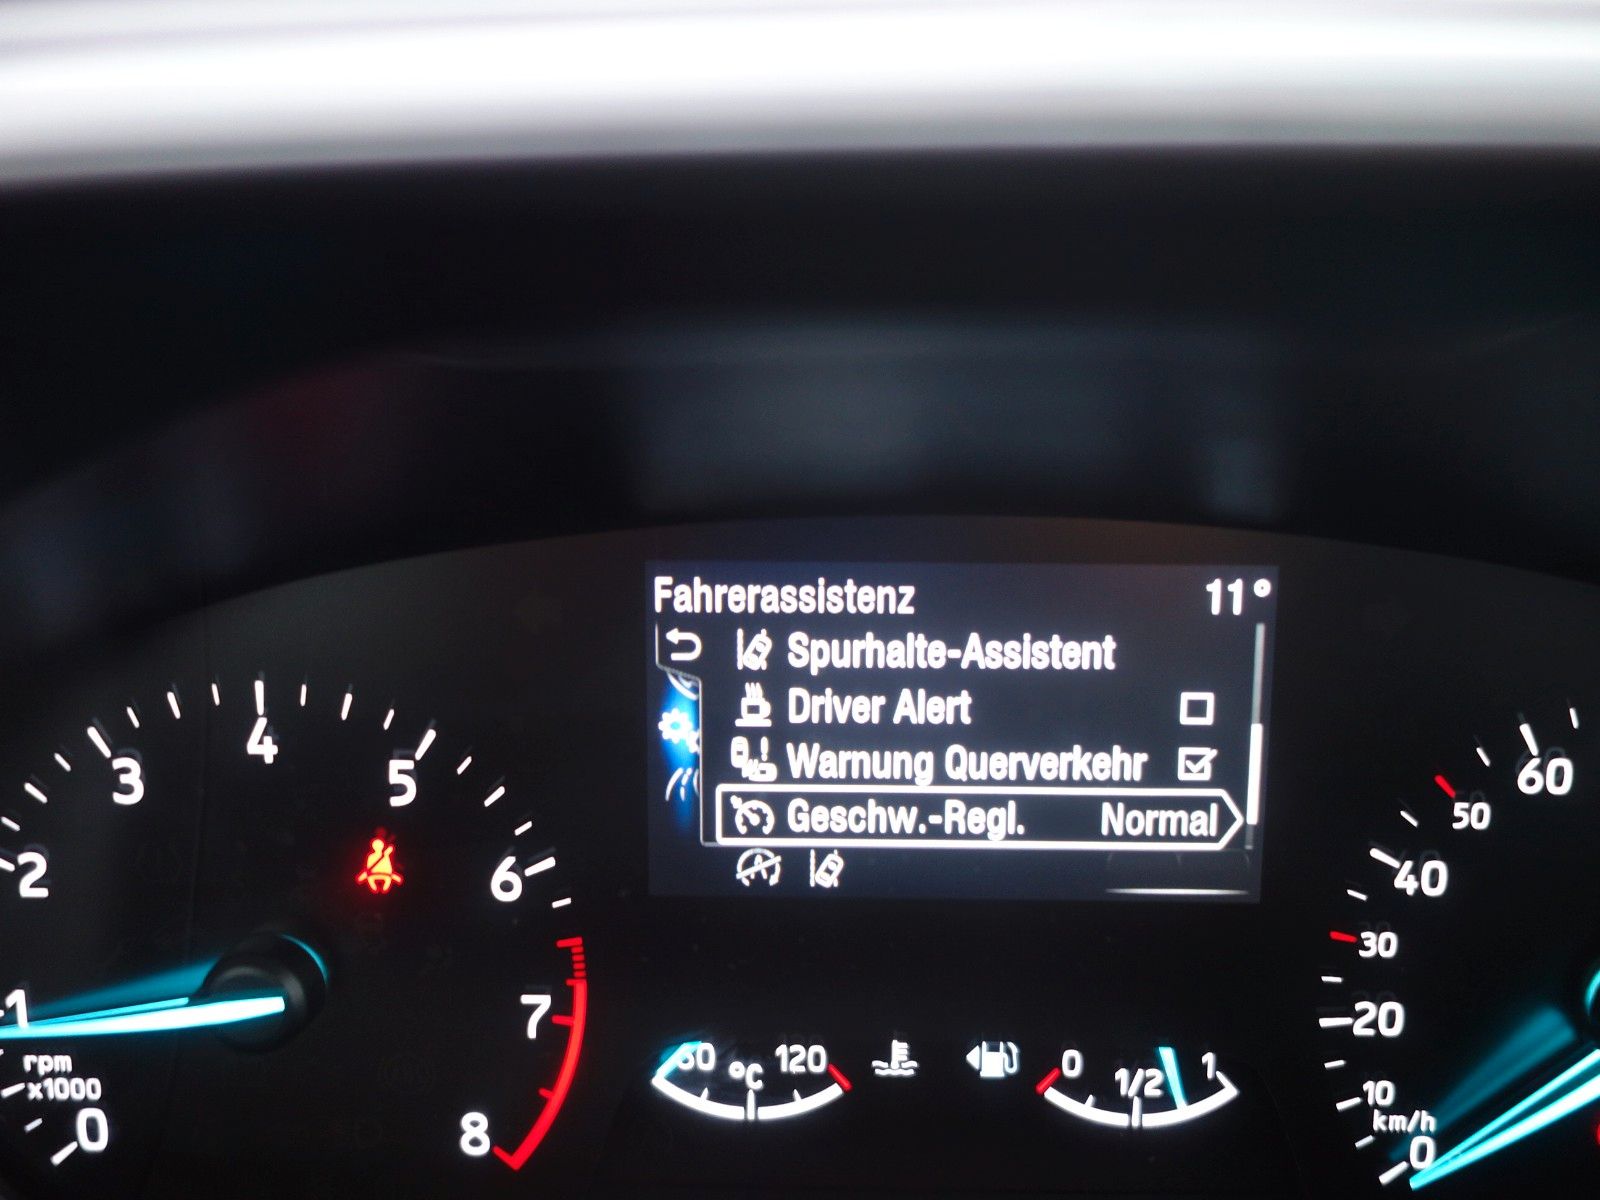 Fahrerassistenz 11°
Spurhalte-Assistent
Driver Alert
Warnung Querverkehr
Geschw.-Regl. Normal
0
1
2
3
4
5
6
7
8
rpm
x1000
60 °C 120
0 1/2 1
60
50
40
30
20
10
km/h
0